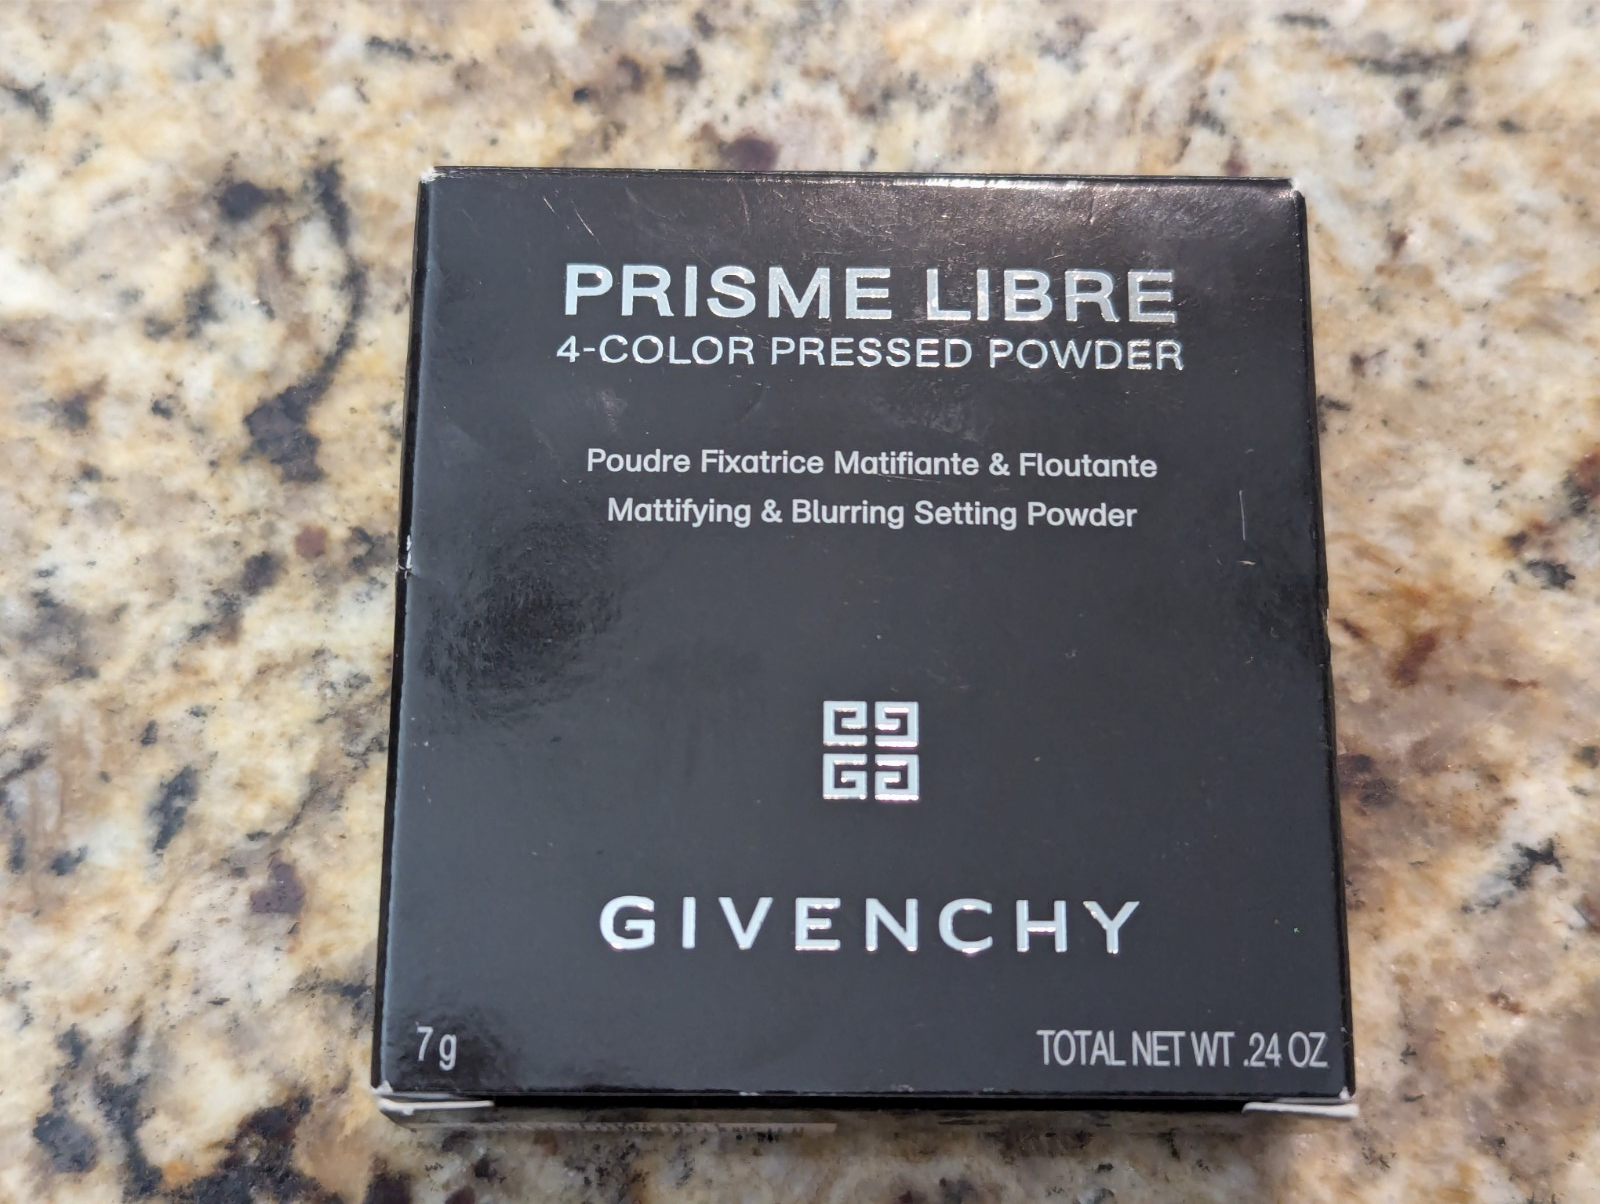 PRISME LIBRE
4-COLOR PRESSED POWDER
Poudre Fixatrice Matifiante & Floutante
Mattifying & Blurring Setting Powder
GIVENCHY
7 g
TOTAL NET WT .24 OZ